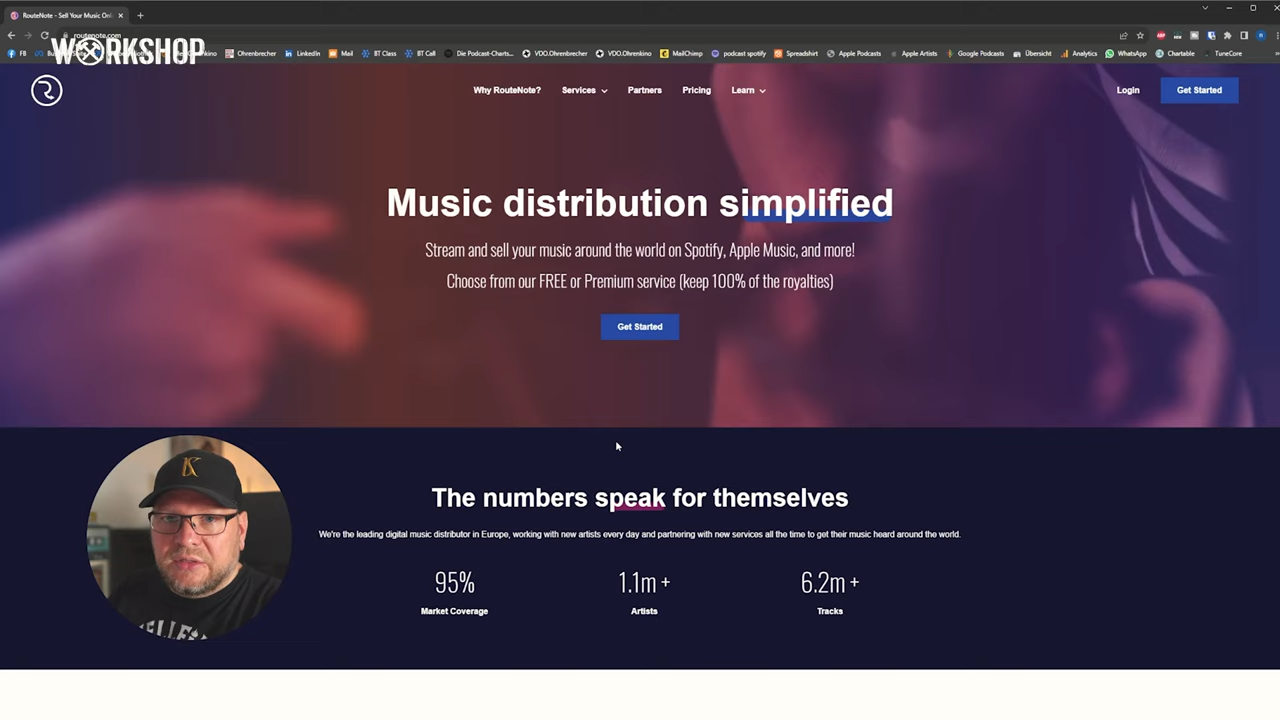 RouteNote - Sell Your Music Onl
routenote.com
WORKSHOP
FB
Ohrenbrecher
LinkedIn
Mail
BT Class
BT Call
Die Podcast-Charts...
VDO.Ohrenbrecher
VDO.Ohrenkino
MailChimp
podcast spotify
Spreadshirt
Apple Podcasts
Apple Artists
Google Podcasts
Übersicht
Analytics
WhatsApp
Chartable
TuneCore
Why RouteNote?
Services
Partners
Pricing
Learn
Login
Get Started
Music distribution simplified
Stream and sell your music around the world on Spotify, Apple Music, and more!
Choose from our FREE or Premium service (keep 100% of the royalties)
Get Started
The numbers speak for themselves
We're the leading digital music distributor in Europe, working with new artists every day and partnering with new services all the time to get their music heard around the world.
95%
Market Coverage
1.1m +
Artists
6.2m +
Tracks